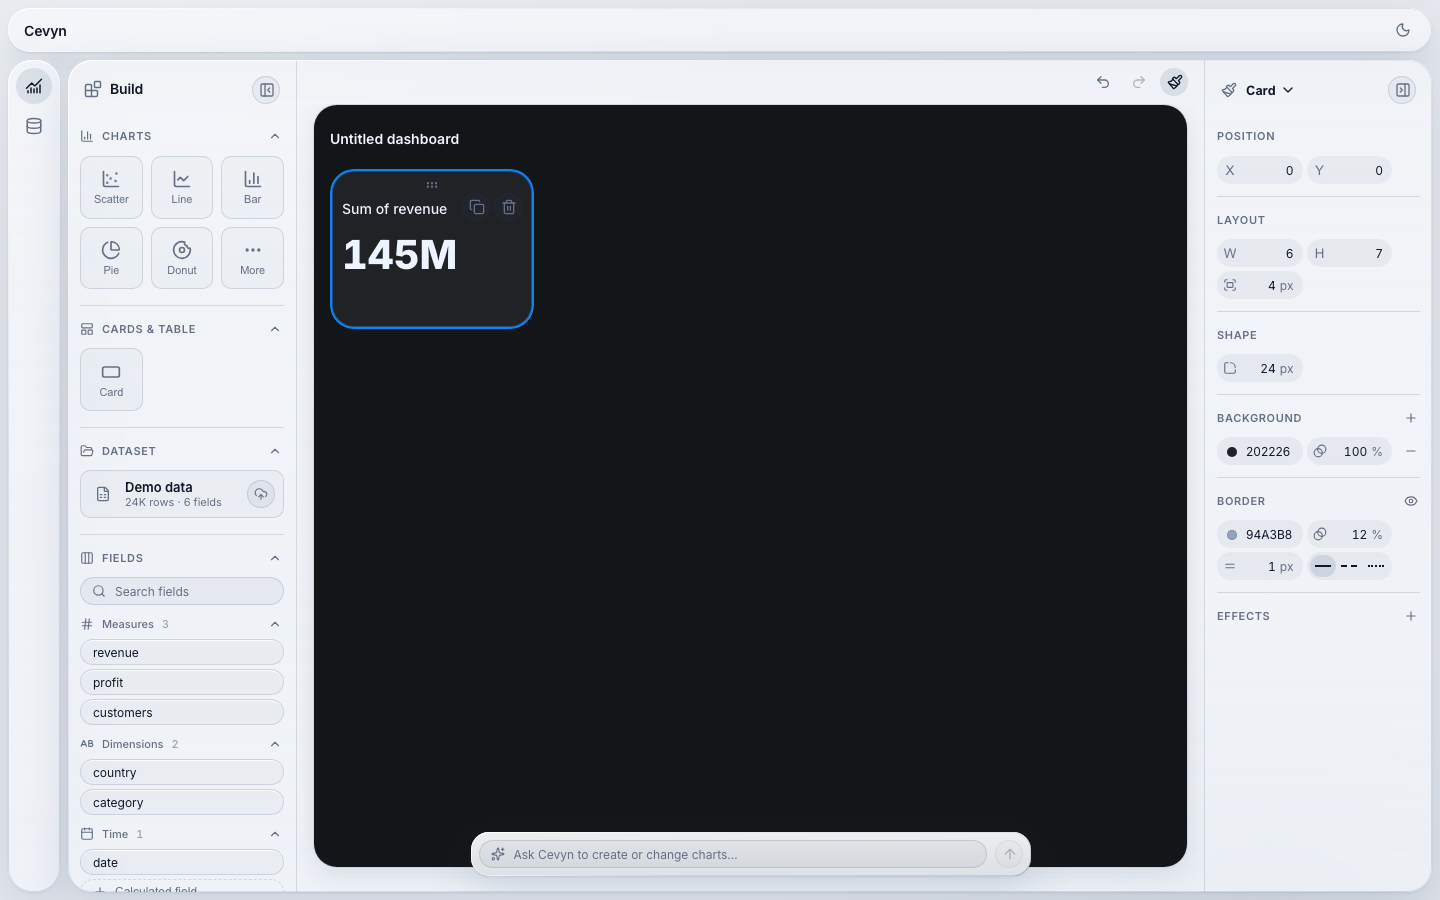 Cevyn
Build
CHARTS
Scatter
Line
Bar
Pie
Donut
More
CARDS & TABLE
Card
DATASET
Demo data
24K rows · 6 fields
FIELDS
Search fields
Measures 3
revenue
profit
customers
AB Dimensions 2
country
category
Time 1
date
Calculated field
Untitled dashboard
Sum of revenue
145M
Ask Cevyn to create or change charts...
Card
POSITION
X 0
Y 0
LAYOUT
W 6
H 7
4 px
SHAPE
24 px
BACKGROUND
202226
100 %
BORDER
94A3B8
12 %
1 px
EFFECTS